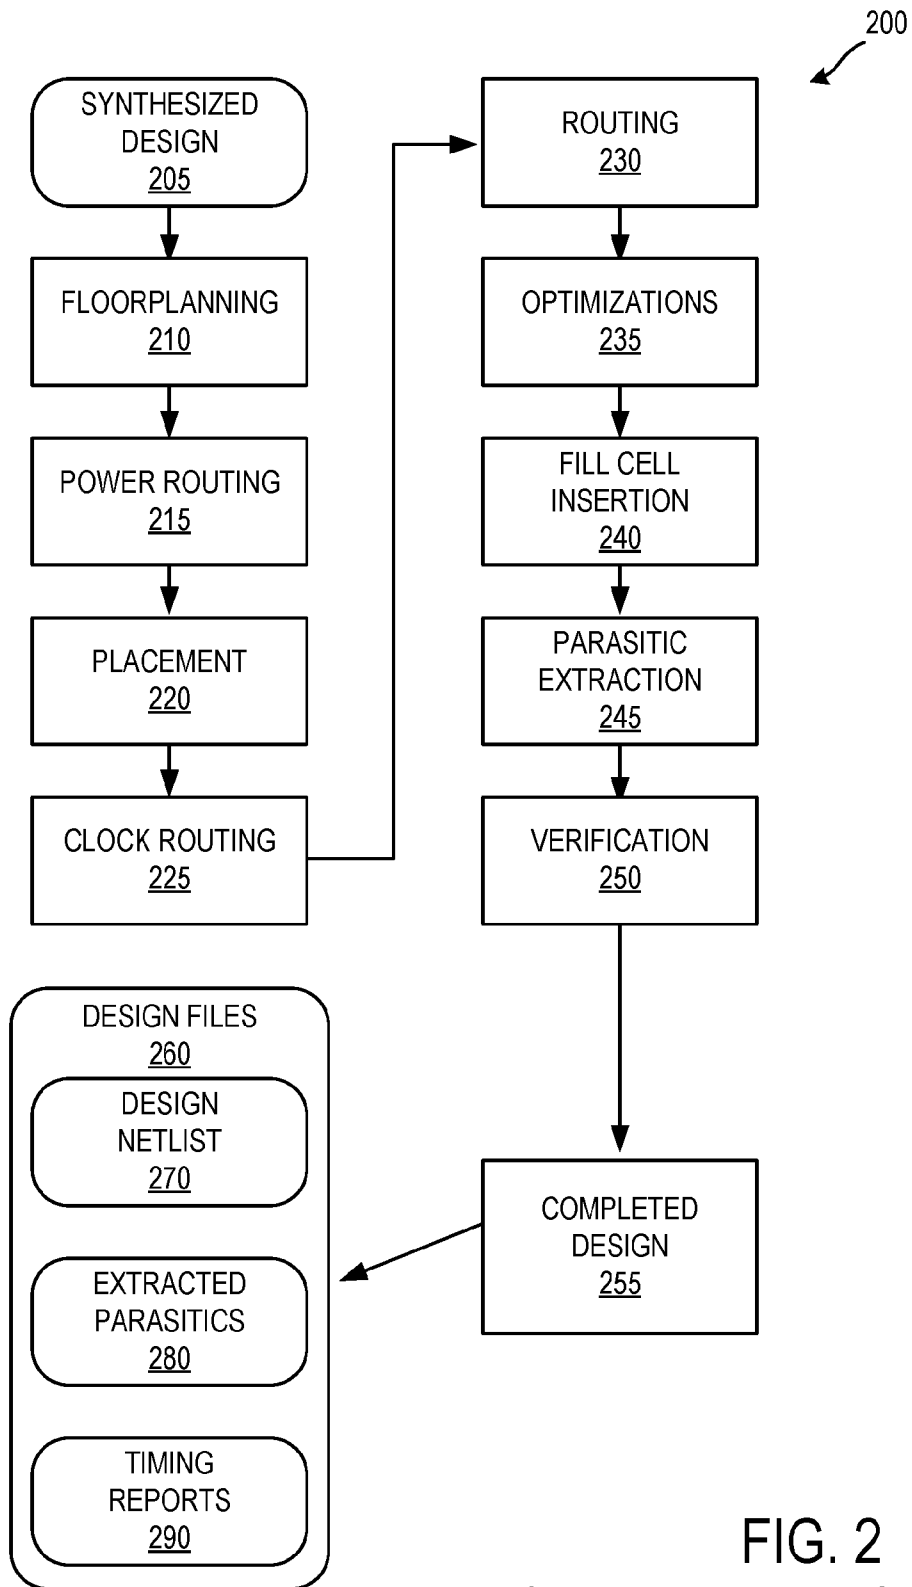 200
SYNTHESIZED
DESIGN
205
FLOORPLANNING
210
POWER ROUTING
215
PLACEMENT
220
CLOCK ROUTING
225
ROUTING
230
OPTIMIZATIONS
235
FILL CELL
INSERTION
240
PARASITIC
EXTRACTION
245
VERIFICATION
250
COMPLETED
DESIGN
255
DESIGN FILES
260
DESIGN
NETLIST
270
EXTRACTED
PARASITICS
280
TIMING
REPORTS
290
FIG. 2